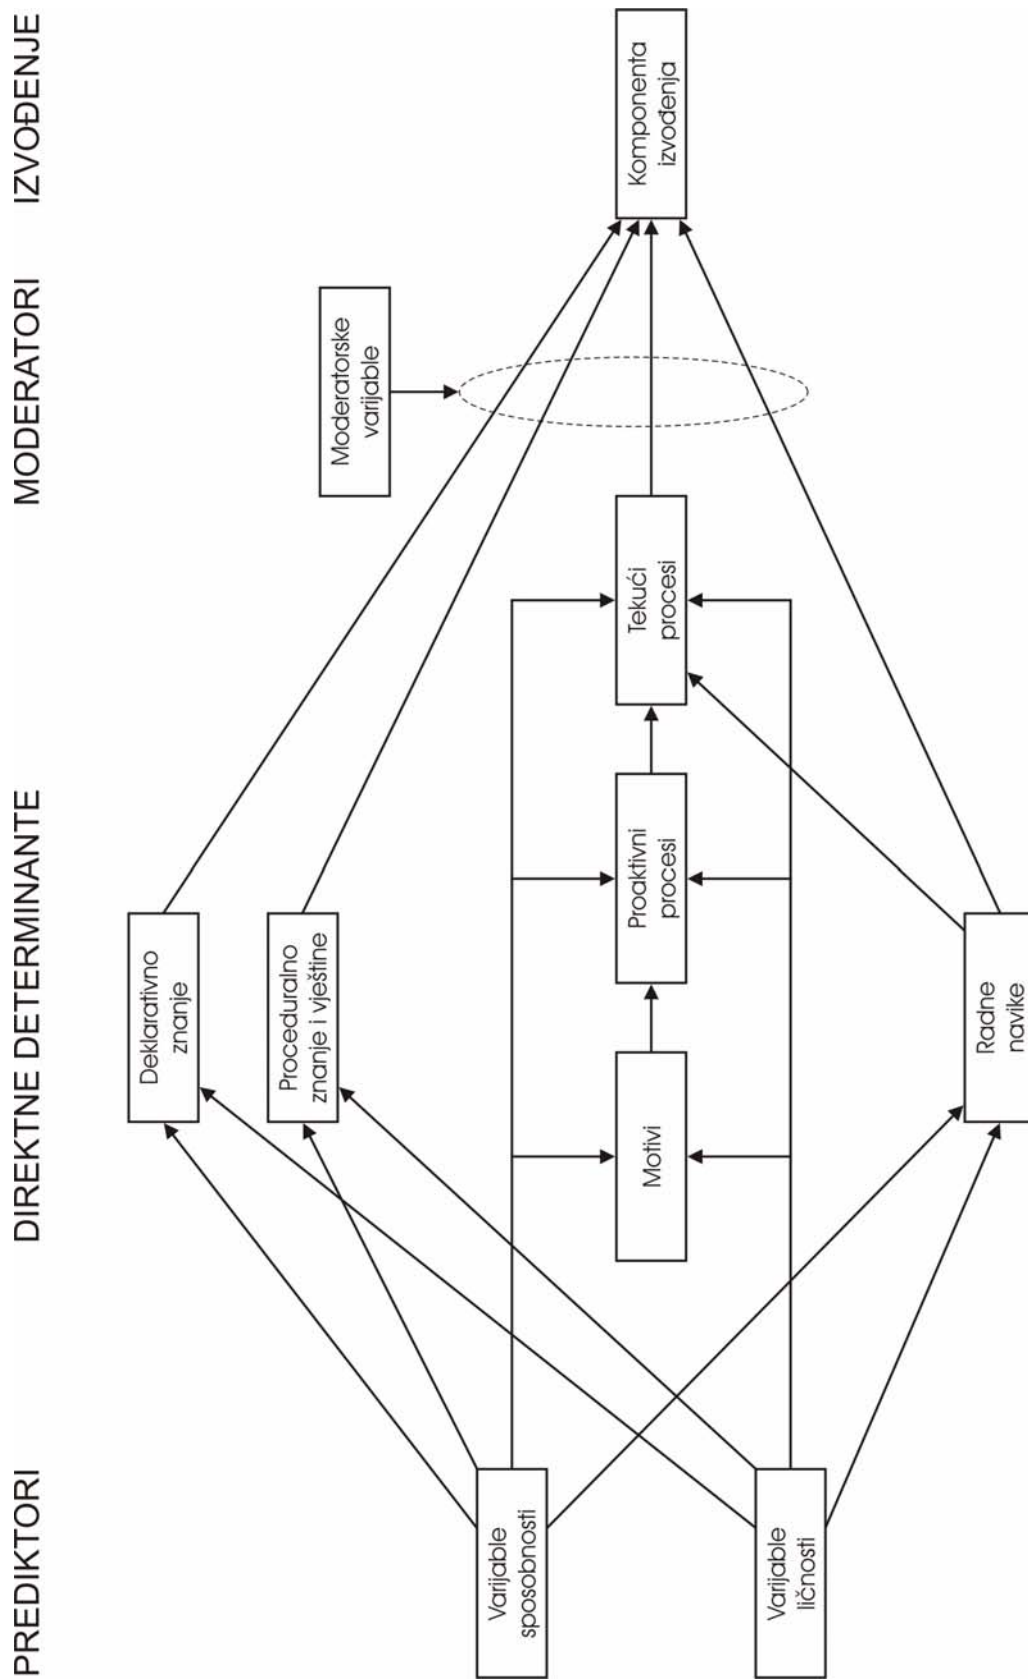 PREDIKTORI
DIREKTNE DETERMINANTE
MODERATORI
IZVOĐENJE
Deklarativno
znanje
Proceduralno
znanje i vještine
Moderatorske
varijable
Varijable
sposobnosti
Motivi
Proaktivni
procesi
Tekući
procesi
Komponenta
izvođenja
Varijable
ličnosti
Radne
navike